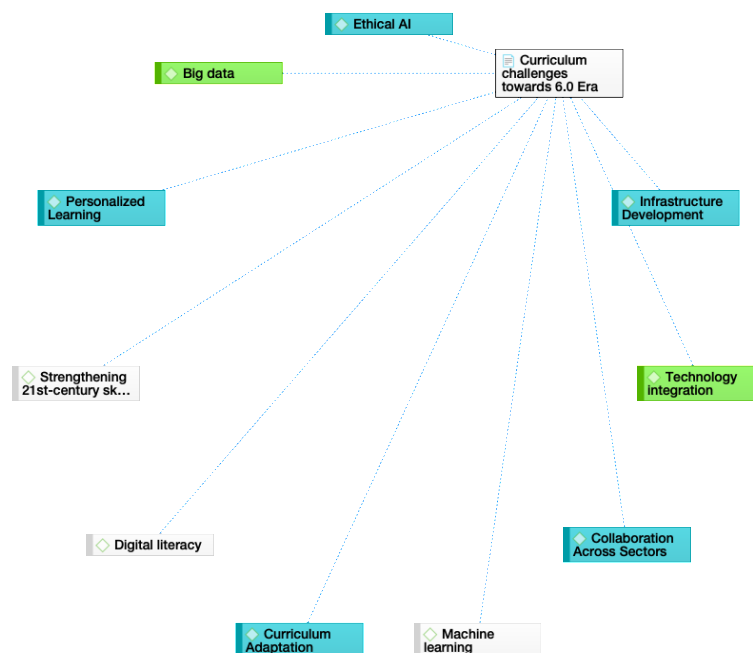 Ethical AI
Curriculum
challenges
towards 6.0 Era
Big data
Personalized
Learning
Infrastructure
Development
Strengthening
21st-century sk...
Technology
integration
Digital literacy
Collaboration
Across Sectors
Curriculum
Adaptation
Machine
learning